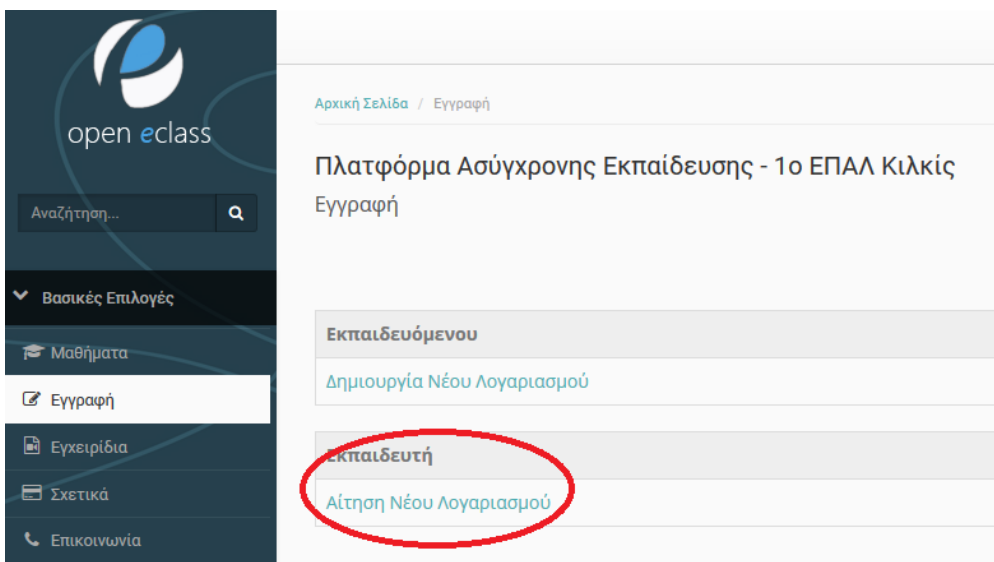 open eclass
Αναζήτηση...
Βασικές Επιλογές
Μαθήματα
Εγγραφή
Εγχειρίδια
Σχετικά
Επικοινωνία
Αρχική Σελίδα / Εγγραφή
Πλατφόρμα Ασύγχρονης Εκπαίδευσης - 1ο ΕΠΑΛ Κιλκίς
Εγγραφή
Εκπαιδευόμενου
Δημιουργία Νέου Λογαριασμού
Εκπαιδευτή
Αίτηση Νέου Λογαριασμού